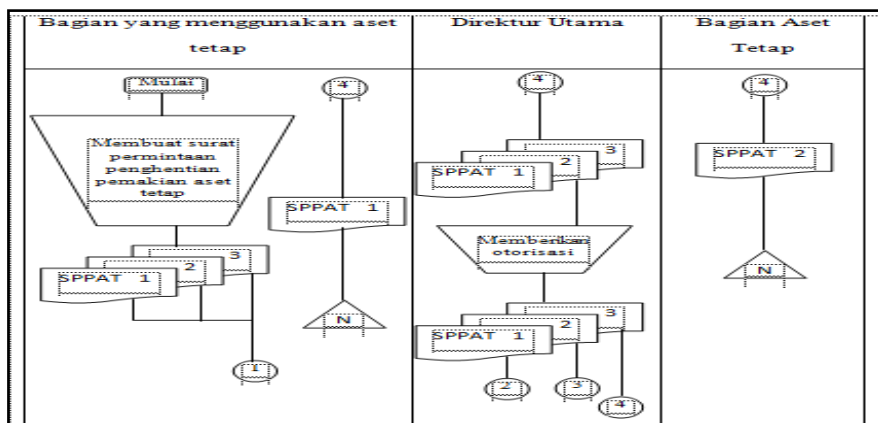 Bagian yang menggunakan aset
tetap
Direktur Utama
Bagian Aset
Tetap
Mulai
Membuat surat
permintaan
penghentian
pemakian aset
tetap
3
2
SPPAT 1
1
4
SPPAT 1
N
4
3
2
SPPAT 1
Memberikan
otorisasi
3
2
SPPAT 1
2
3
4
4
SPPAT 2
N